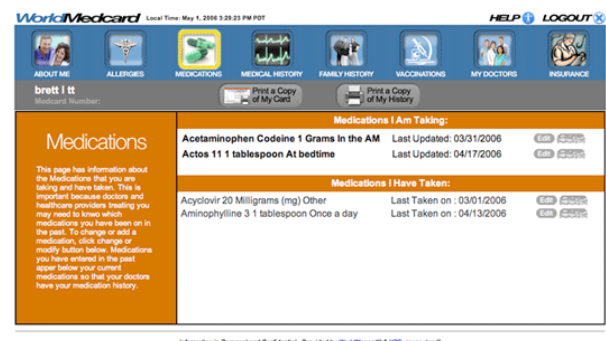 WorldMedcard Local Time: May 1, 2006 3:29:23 PM PDT HELP LOGOUT
ABOUT ME ALLERGIES MEDICATIONS MEDICAL HISTORY FAMILY HISTORY VACCINATIONS MY DOCTORS INSURANCE
brett l tt
Medcard Number:
Print a Copy
of My Card
Print a Copy
of My History
Medications
This page has information about
the Medications that you are
taking and have taken. This is
important because doctors and
healthcare providers treating you
may need to knwo which
medications you have been on in
the past. To change or add a
medication, click change or
modify button below. Medications
you have entered in the past
apper below your current
medications so that your doctors
have your medication history.
Medications I Am Taking:
Acetaminophen Codeine 1 Grams In the AM Last Updated: 03/31/2006 Edit
Actos 11 1 tablespoon At bedtime Last Updated: 04/17/2006 Edit
Medications I Have Taken:
Acyclovir 20 Milligrams (mg) Other Last Taken on : 03/01/2006 Edit
Aminophylline 3 1 tablespoon Once a day Last Taken on : 04/13/2006 Edit